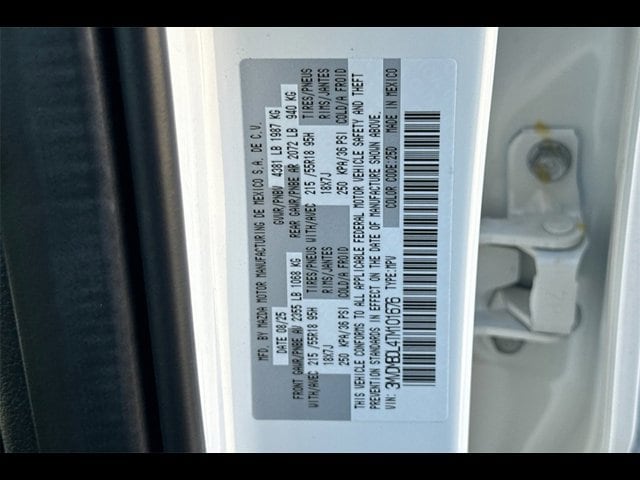 MFD. BY MAZDA MOTOR MANUFACTURING DE MEXICO S.A. DE C.V.
DATE 08/25 GVWR/PNBV 4381 LB 1987 KG
FRONT GAWR/PNBE AV 2355 LB 1068 KG REAR GAWR/PNBE AR 2072 LB 940 KG
WITH/AVEC 215 /55R18 95H TIRES/PNEUS WITH/AVEC 215 /55R18 95H TIRES/PNEUS
18X7J RIMS/JANTES 18X7J RIMS/JANTES
250 KPA/36 PSI COLD/A FROID 250 KPA/36 PSI COLD/A FROID
THIS VEHICLE CONFORMS TO ALL APPLICABLE FEDERAL MOTOR VEHICLE SAFETY AND THEFT
PREVENTION STANDARDS IN EFFECT ON THE DATE OF MANUFACTURE SHOWN ABOVE.
VIN: 3MVDMBDL4TM101676 TYPE:MPV COLOR CODE:25D MADE IN MEXICO